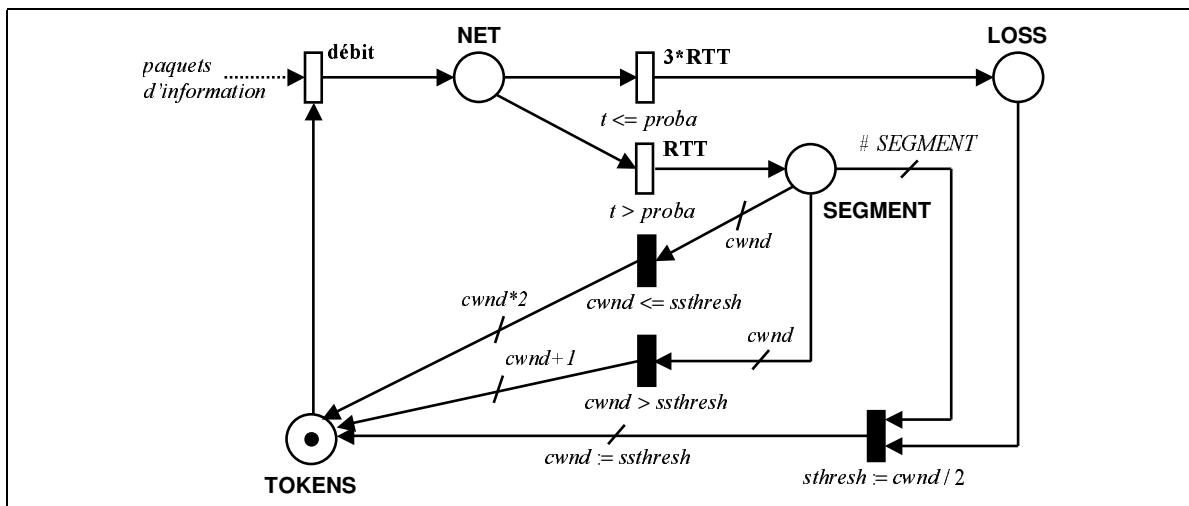 NET
LOSS
débit
3*RTT
paquets
d'information
t <= proba
RTT
# SEGMENT
t > proba
SEGMENT
cwnd
cwnd*2
cwnd <= ssthresh
cwnd
cwnd+1
cwnd > ssthresh
cwnd := ssthresh
sthresh := cwnd / 2
TOKENS